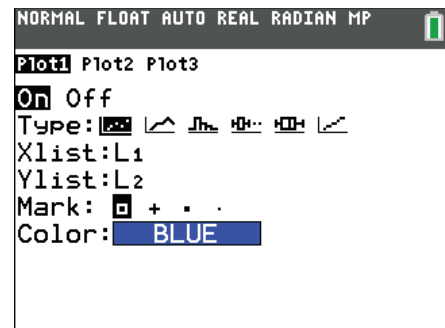 NORMAL FLOAT AUTO REAL RADIAN MP
Plot1 Plot2 Plot3
On Off
Type:
Xlist:L₁
Ylist:L₂
Mark: □ + ▪ ·
Color: BLUE